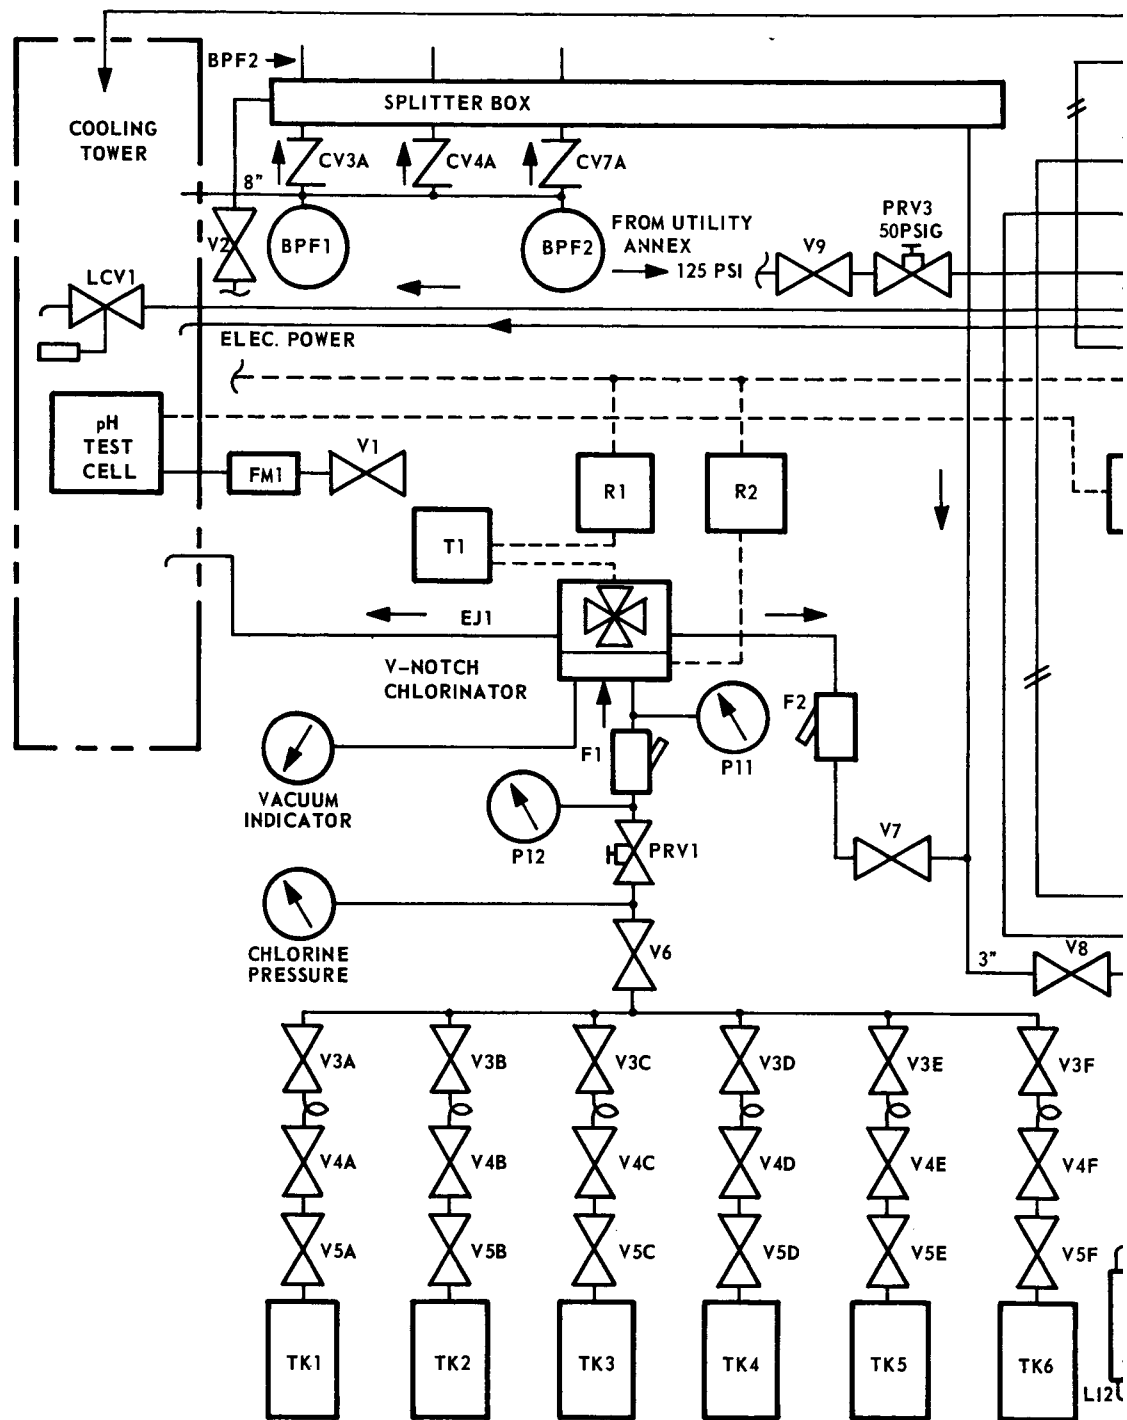 BPF2
SPLITTER BOX
COOLING
TOWER
CV3A
CV4A
CV7A
8"
V2
BPF1
BPF2
FROM UTILITY
ANNEX
125 PSI
V9
PRV3
50PSIG
LCV1
ELEC. POWER
pH
TEST
CELL
FM1
V1
R1
R2
T1
EJ1
V-NOTCH
CHLORINATOR
F2
F1
P11
VACUUM
INDICATOR
P12
PRV1
V7
CHLORINE
PRESSURE
V6
3"
V8
V3A
V3B
V3C
V3D
V3E
V3F
V4A
V4B
V4C
V4D
V4E
V4F
V5A
V5B
V5C
V5D
V5E
V5F
TK1
TK2
TK3
TK4
TK5
TK6
LI2